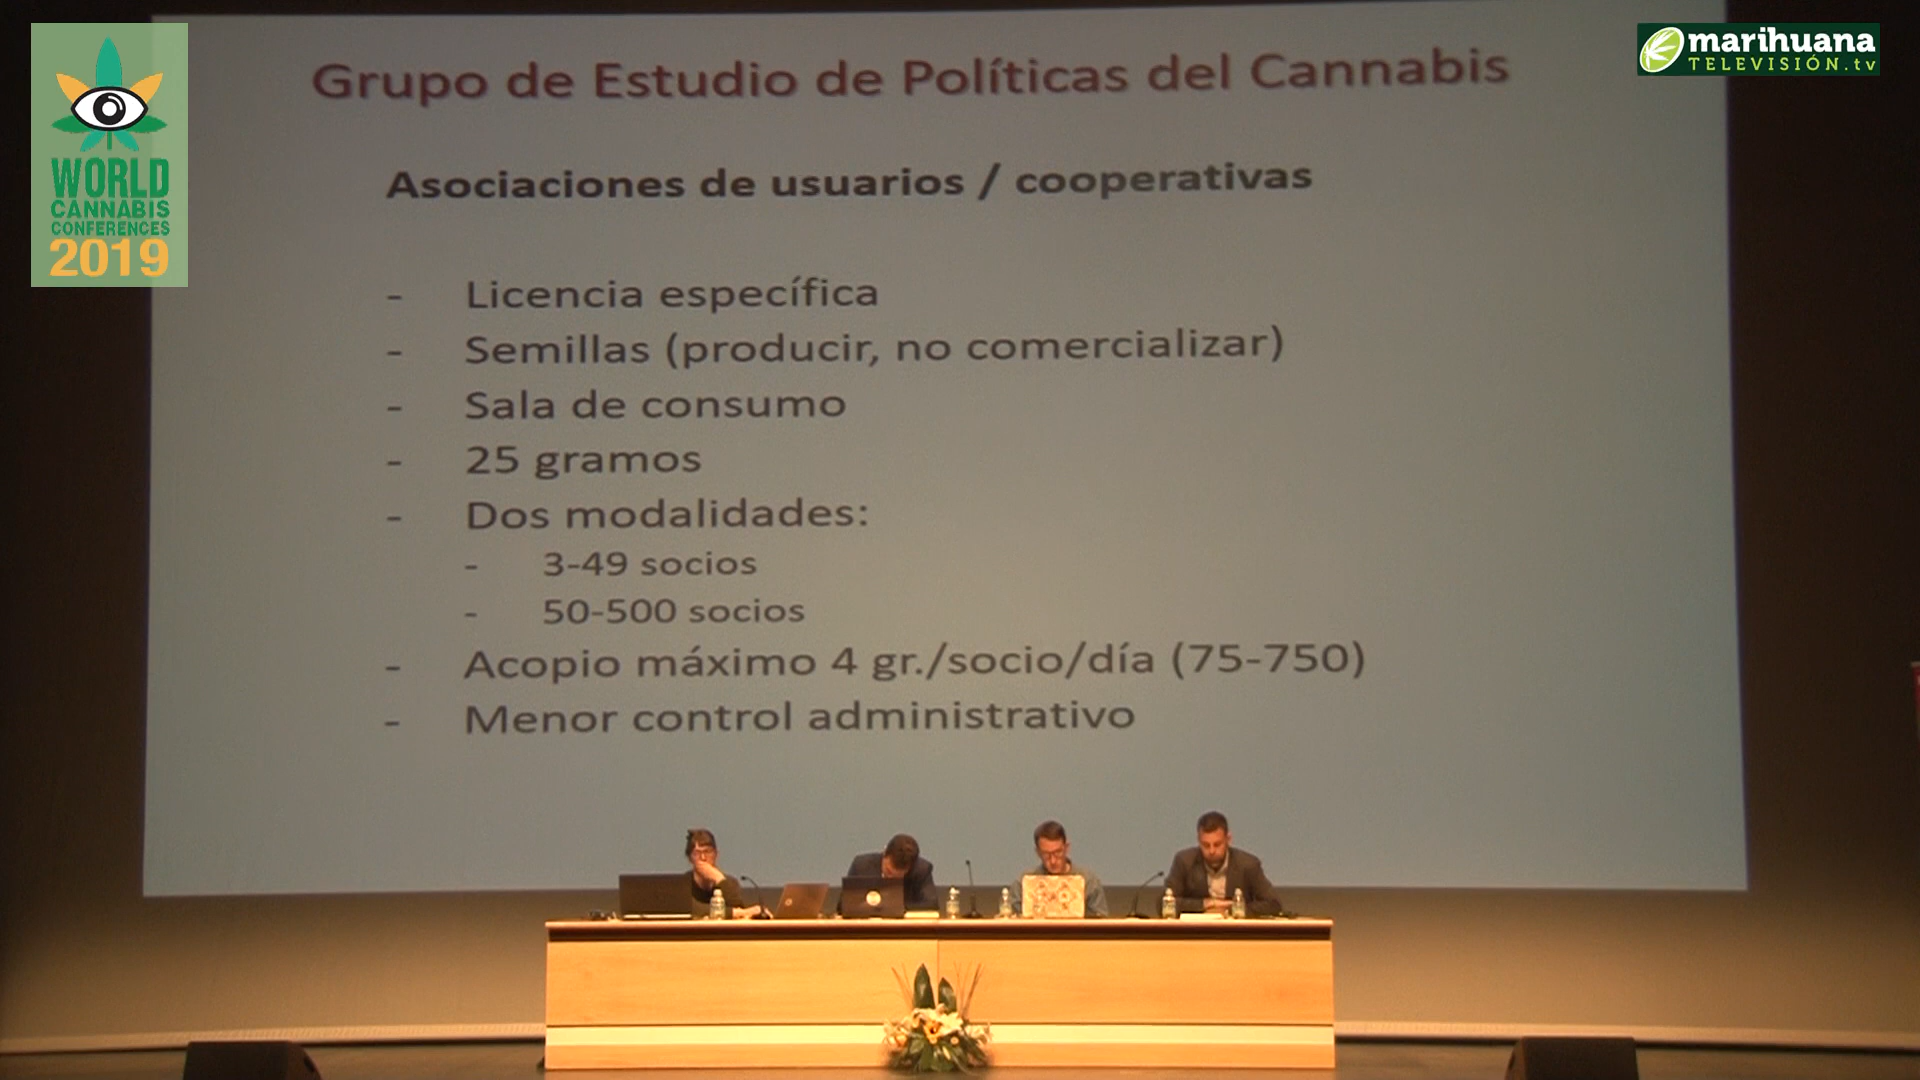 WORLD
CANNABIS
CONFERENCES
2019
marihuana
TELEVISIÓN.tv
Grupo de Estudio de Políticas del Cannabis
Asociaciones de usuarios / cooperativas
- Licencia específica
- Semillas (producir, no comercializar)
- Sala de consumo
- 25 gramos
- Dos modalidades:
- 3-49 socios
- 50-500 socios
- Acopio máximo 4 gr./socio/día (75-750)
- Menor control administrativo